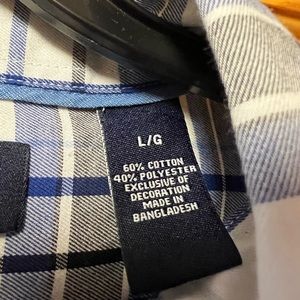 L/G
60% COTTON
40% POLYESTER
EXCLUSIVE OF
DECORATION
MADE IN
BANGLADESH